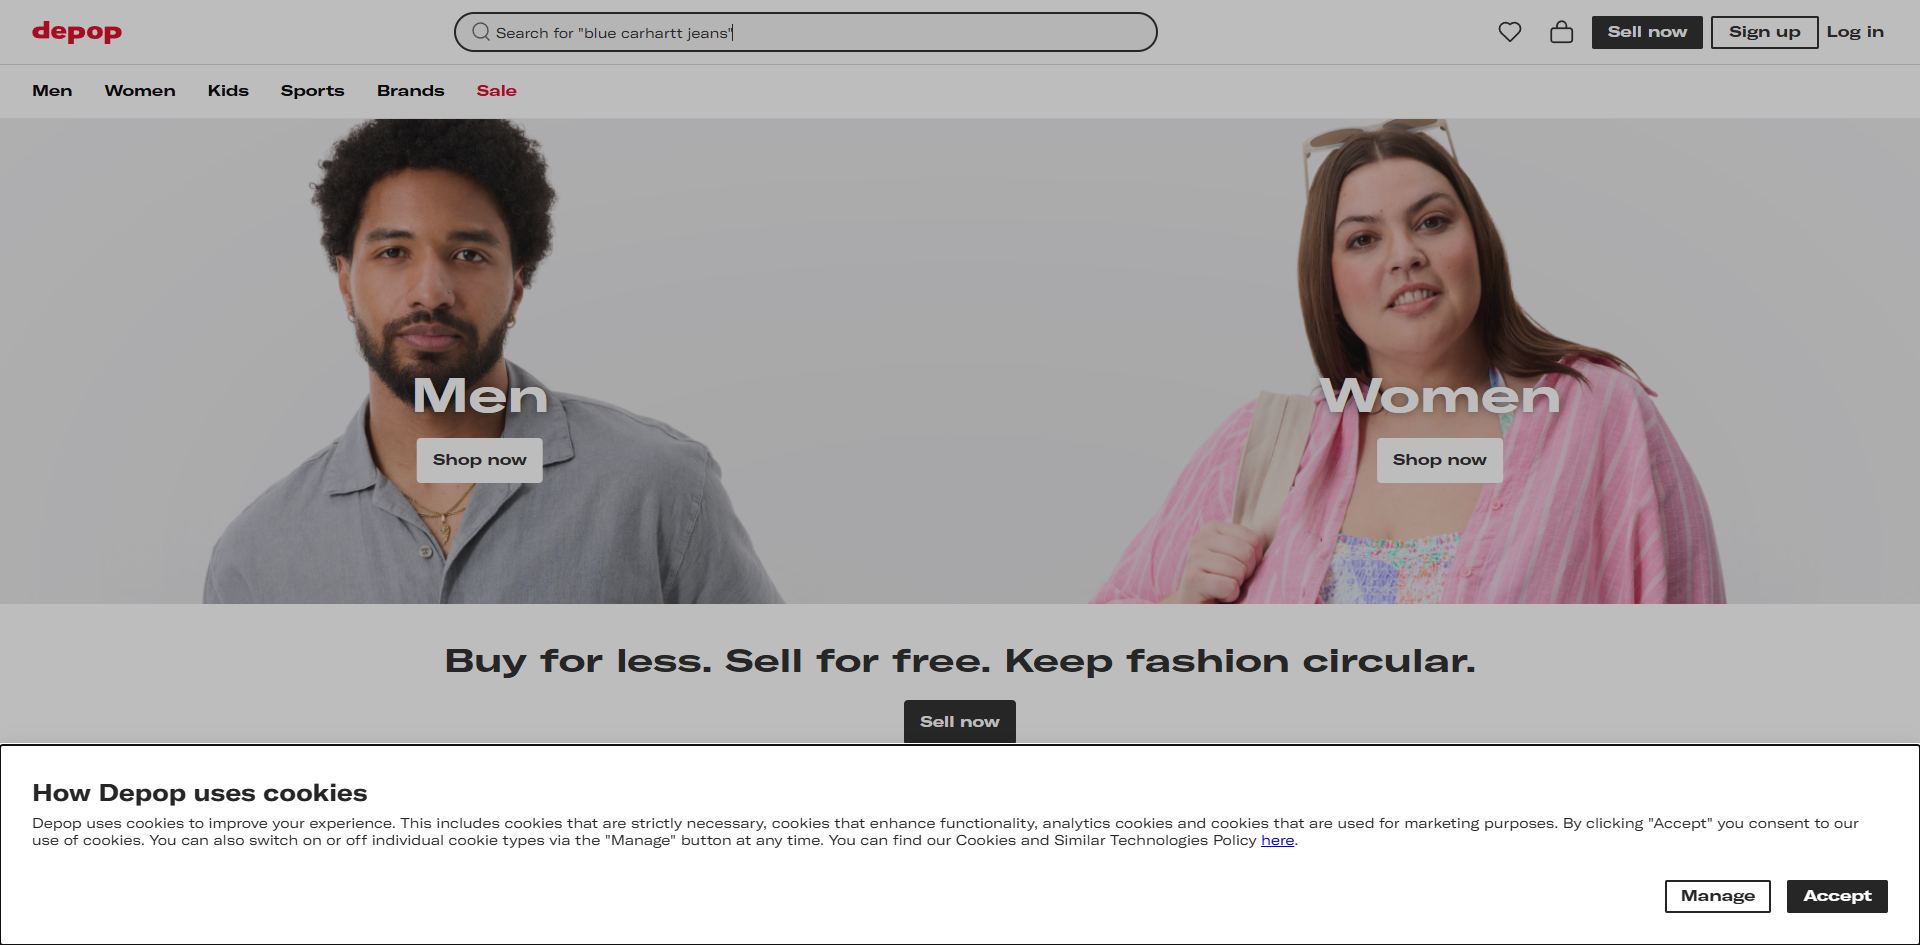 depop
Search for "blue carhartt jeans"
Sell now
Sign up
Log in
Men
Women
Kids
Sports
Brands
Sale
Men
Shop now
Women
Shop now
Buy for less. Sell for free. Keep fashion circular.
Sell now
How Depop uses cookies
Depop uses cookies to improve your experience. This includes cookies that are strictly necessary, cookies that enhance functionality, analytics cookies and cookies that are used for marketing purposes. By clicking "Accept" you consent to our
use of cookies. You can also switch on or off individual cookie types via the "Manage" button at any time. You can find our Cookies and Similar Technologies Policy here.
Manage
Accept